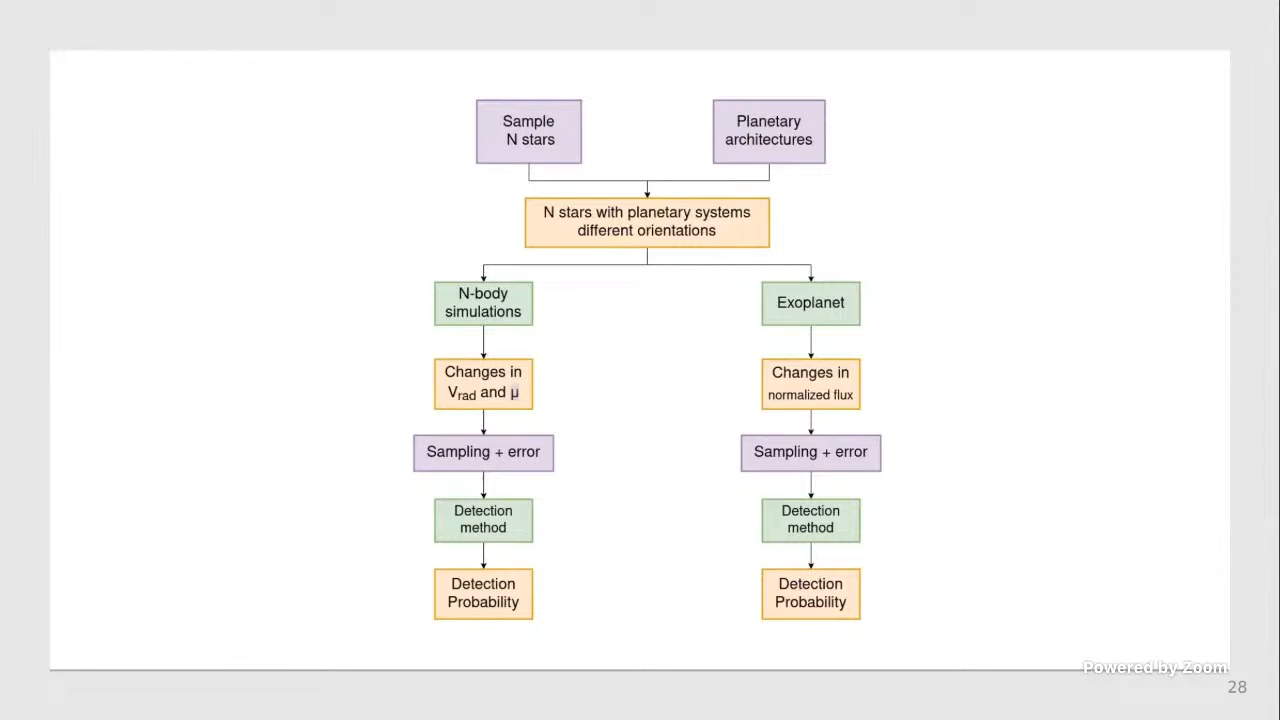 Sample
N stars
Planetary
architectures
N stars with planetary systems
different orientations
N-body
simulations
Exoplanet
Changes in
Vrad and μ
Changes in
normalized flux
Sampling + error
Sampling + error
Detection
method
Detection
method
Detection
Probability
Detection
Probability
Powered by Zoom
28